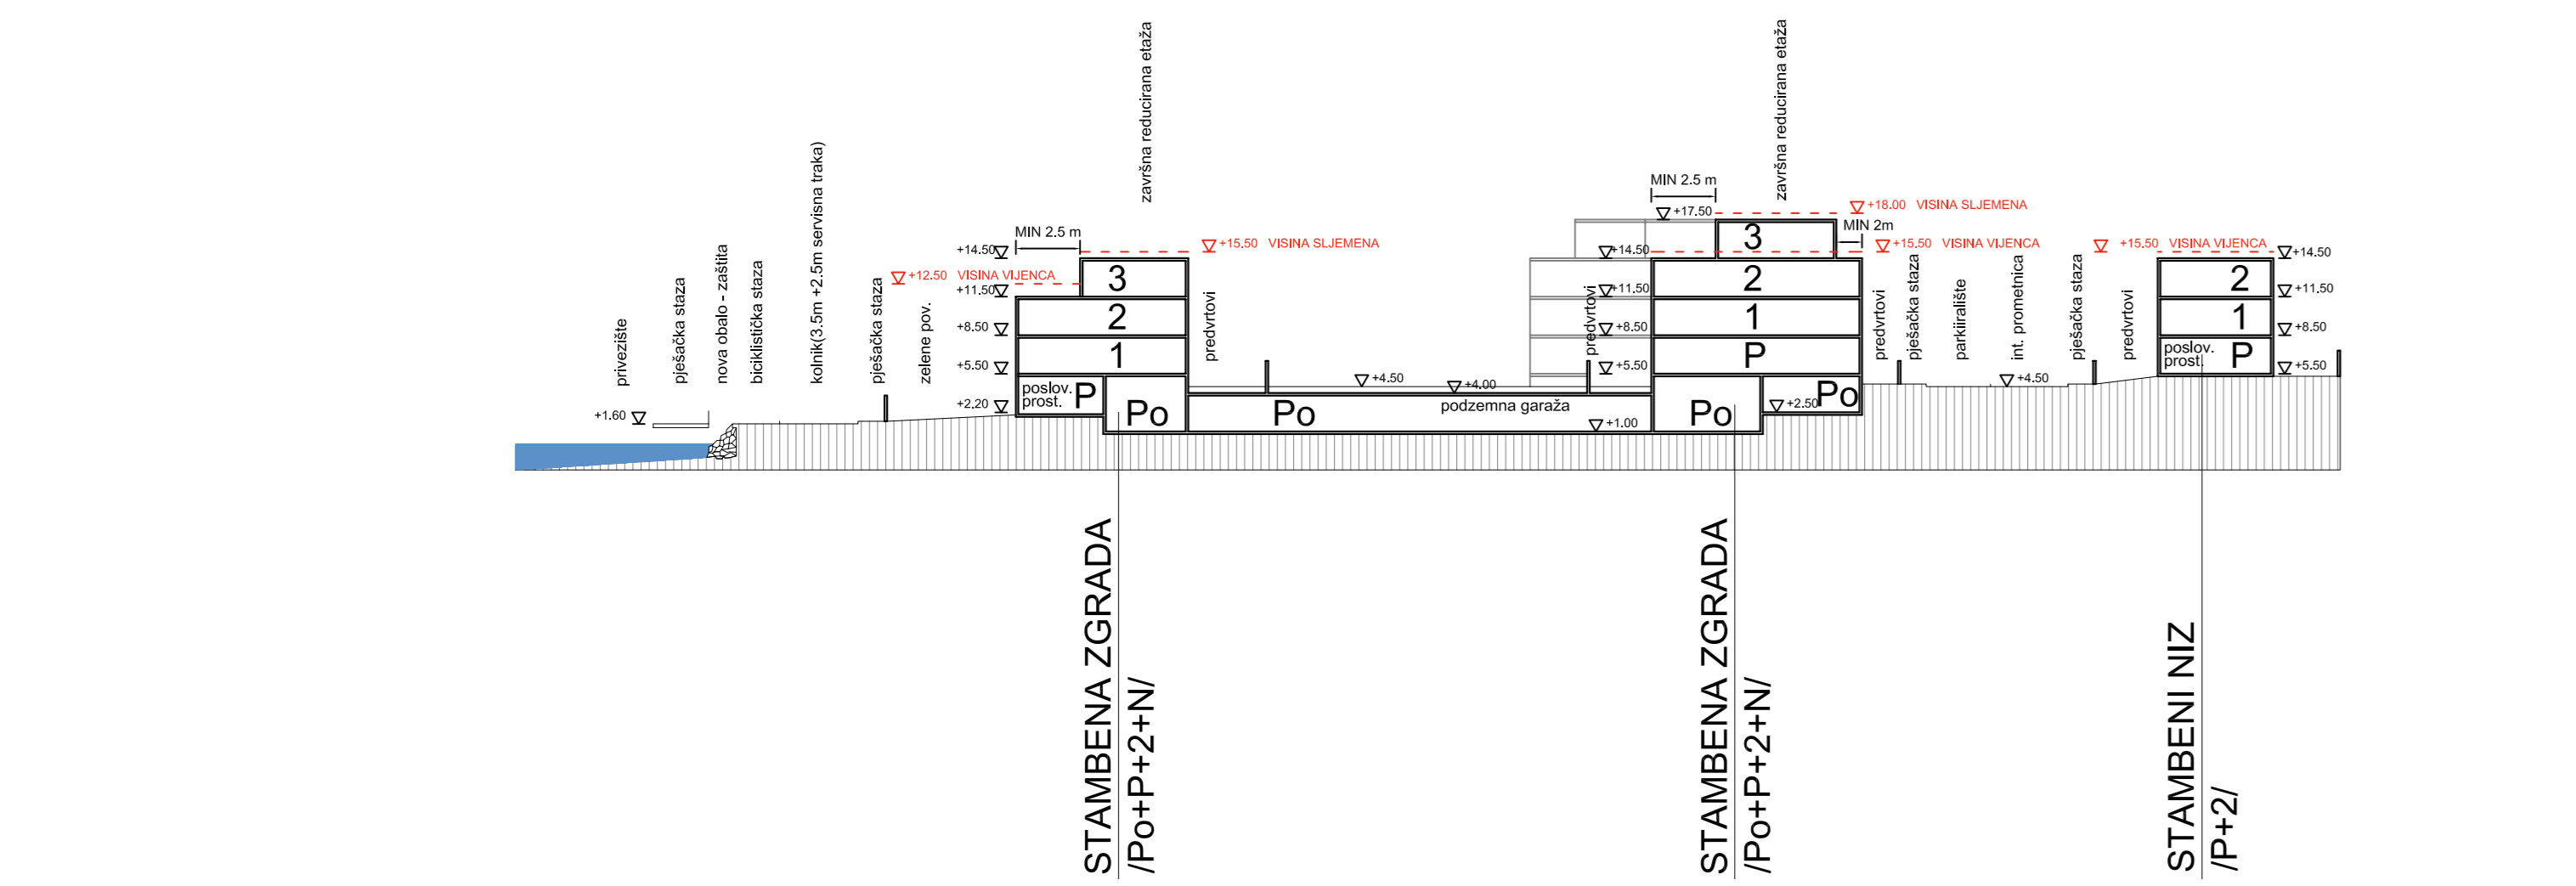 završna reducirana etaža
završna reducirana etaža
MIN 2.5 m
+17.50
+18.00 VISINA SLJEMENA
MIN 2.5 m
+14.50
+15.50 VISINA SLJEMENA
+14.50
3
MIN 2m
+15.50 VISINA VIJENCA
+15.50 VISINA VIJENCA
+14.50
+12.50 VISINA VIJENCA
3
2
2
+11.50
+11.50
+11.50
2
1
1
+8.50
+8.50
+8.50
1
P
poslov.
prost.
P
+5.50
+5.50
+5.50
privezište
pješačka staza
nova obalo - zaštita
biciklistička staza
kolnik(3.5m +2.5m servisna traka)
pješačka staza
zelene pov.
predvrtovi
predvrtovi
predvrtovi
pješačka staza
parkiiralište
int. prometnica
pješačka staza
predvrtovi
+4.50
+4.00
+4.50
poslov.
prost.
P
Po
Po
podzemna garaža
Po
+2.50
Po
+2.20
+1.60
+1.00
STAMBENA ZGRADA
/Po+P+2+N/
STAMBENA ZGRADA
/Po+P+2+N/
STAMBENI NIZ
/P+2/